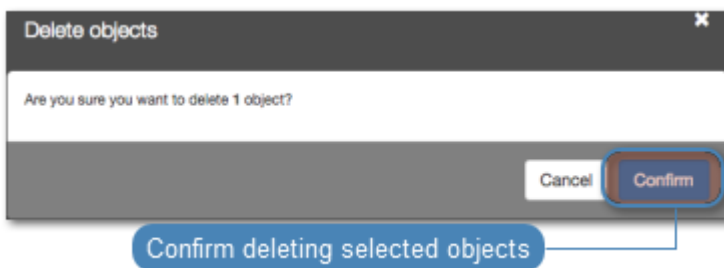 Delete objects
Are you sure you want to delete 1 object?
Cancel
Confirm
Confirm deleting selected objects